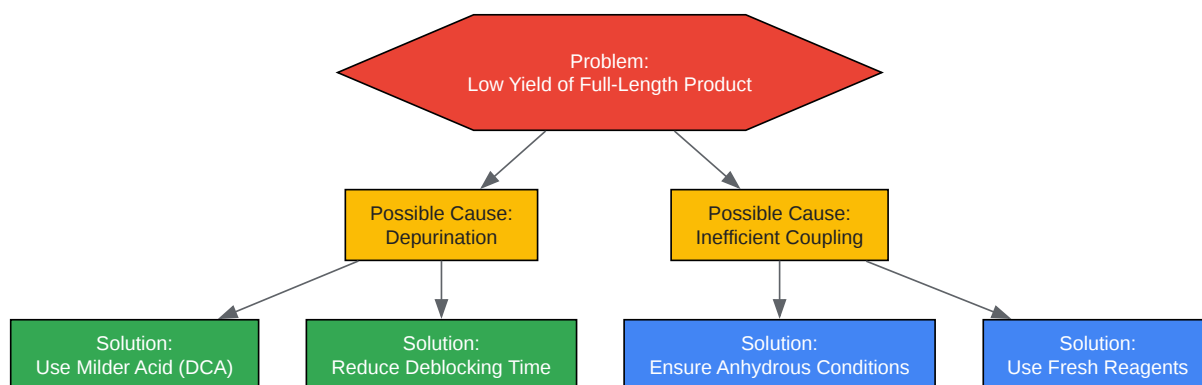 Problem:
Low Yield of Full-Length Product
Possible Cause:
Depurination
Possible Cause:
Inefficient Coupling
Solution:
Use Milder Acid (DCA)
Solution:
Reduce Deblocking Time
Solution:
Ensure Anhydrous Conditions
Solution:
Use Fresh Reagents